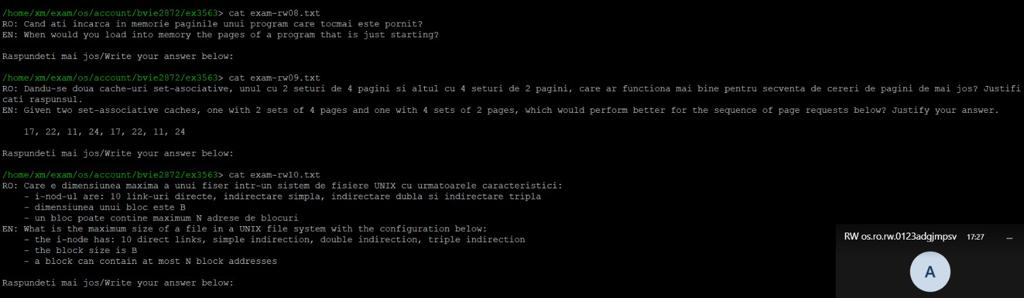 /home/xm/exam/os/account/bvie2872/ex3563> cat exam-rw08.txt
RO: Cand ati incarca in memorie paginile unui program care tocmai este pornit?
EN: When would you load into memory the pages of a program that is just starting?
Raspundeti mai jos/Write your answer below:
/home/xm/exam/os/account/bvie2872/ex3563> cat exam-rw09.txt
RO: Dandu-se doua cache-uri set-asociative, unul cu 2 seturi de 4 pagini si altul cu 4 seturi de 2 pagini, care ar functiona mai bine pentru secventa de cereri de pagini de mai jos? Justifi
cati raspunsul.
EN: Given two set-associative caches, one with 2 sets of 4 pages and one with 4 sets of 2 pages, which would perform better for the sequence of page requests below? Justify your answer.
17, 22, 11, 24, 17, 22, 11, 24
Raspundeti mai jos/Write your answer below:
/home/xm/exam/os/account/bvie2872/ex3563> cat exam-rw10.txt
RO: Care e dimensiunea maxima a unui fiser intr-un sistem de fisiere UNIX cu urmatoarele caracteristici:
- i-nod-ul are: 10 link-uri directe, indirectare simpla, indirectare dubla si indirectare tripla
- dimensiunea unui bloc este B
- un bloc poate contine maximum N adrese de blocuri
EN: What is the maximum size of a file in a UNIX file system with the configuration below:
- the i-node has: 10 direct links, simple indirection, double indirection, triple indirection
- the block size is B
- a block can contain at most N block addresses
Raspundeti mai jos/Write your answer below:
RW os.ro.rw.0123adgjmpsv 17:27 ...
A